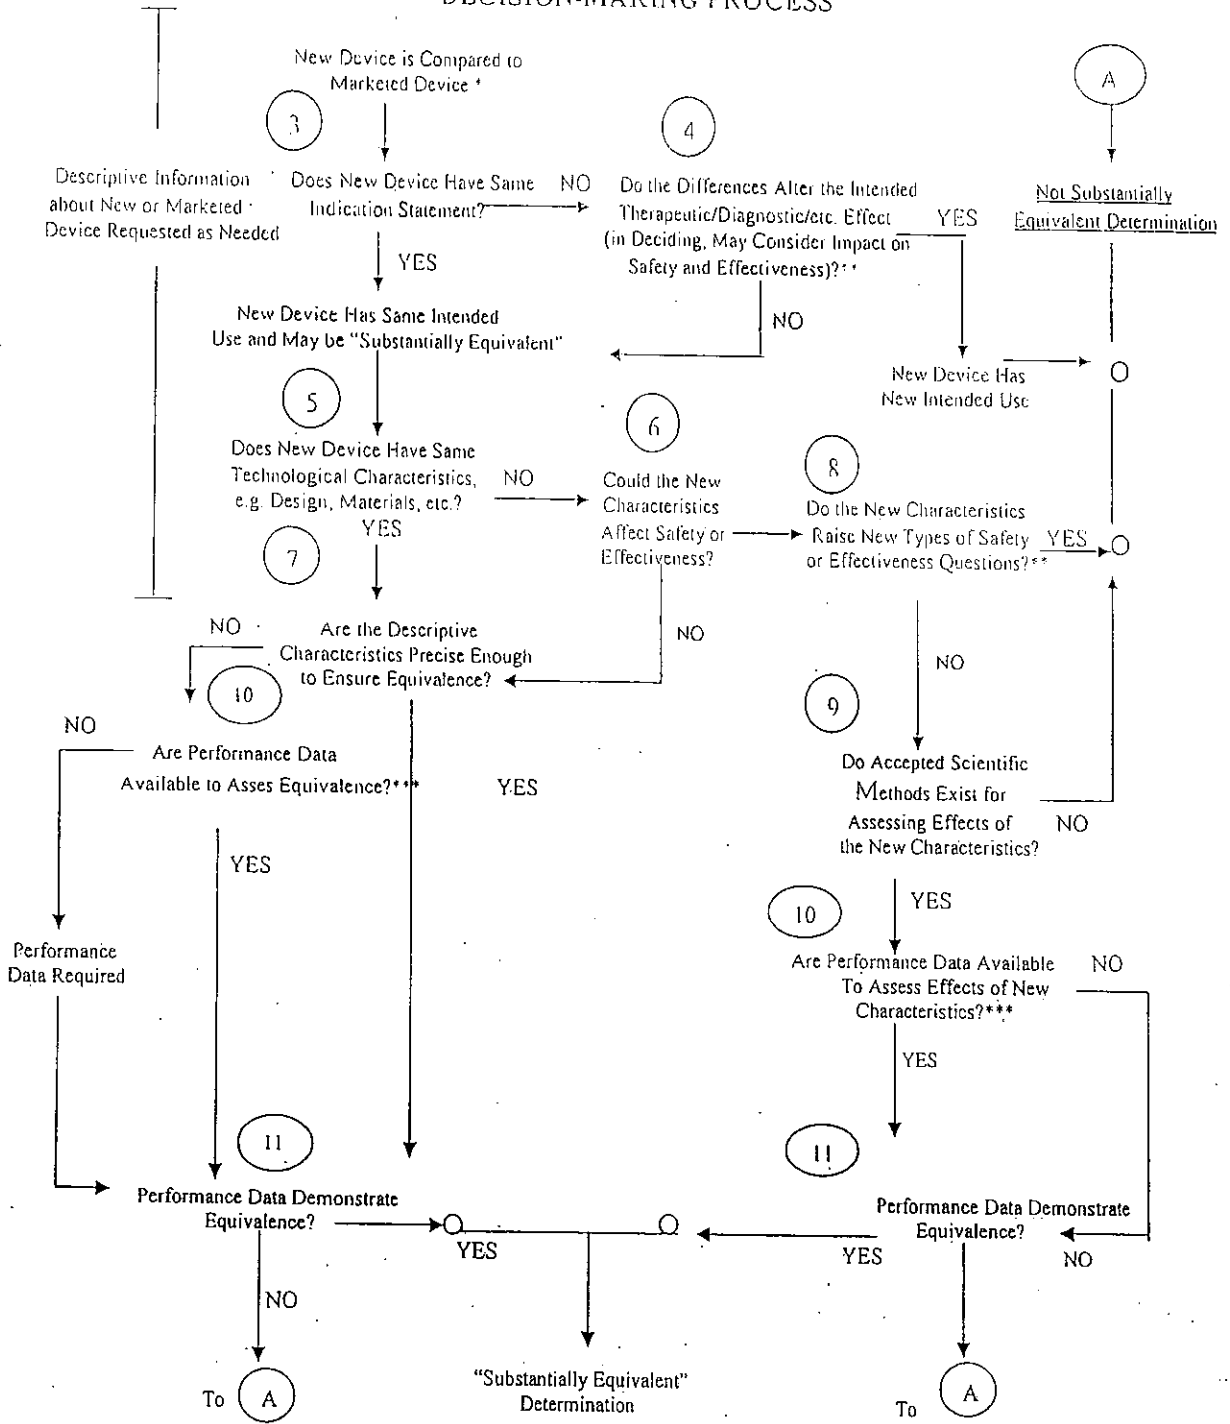 DECISION-MAKING PROCESS
New Device is Compared to
Marketed Device *
A
3
4
Descriptive Information
about New or Marketed
Device Requested as Needed
Does New Device Have Same
Indication Statement?
NO
Do the Differences Alter the Intended
Therapeutic/Diagnostic/etc. Effect
(in Deciding, May Consider Impact on
Safety and Effectiveness)?**
YES
Not Substantially
Equivalent Determination
YES
NO
New Device Has Same Intended
Use and May be "Substantially Equivalent"
New Device Has
New Intended Use
5
6
8
Does New Device Have Same
Technological Characteristics,
e.g. Design, Materials, etc.?
NO
Could the New
Characteristics
Affect Safety or
Effectiveness?
Do the New Characteristics
Raise New Types of Safety
or Effectiveness Questions?**
YES
YES
7
NO
Are the Descriptive
Characteristics Precise Enough
to Ensure Equivalence?
NO
NO
10
9
NO
Are Performance Data
Available to Asses Equivalence?***
YES
Do Accepted Scientific
Methods Exist for
Assessing Effects of
the New Characteristics?
NO
YES
YES
10
Performance
Data Required
Are Performance Data Available
To Assess Effects of New
Characteristics?***
NO
YES
11
11
Performance Data Demonstrate
Equivalence?
YES
Performance Data Demonstrate
Equivalence?
YES
NO
NO
To
A
"Substantially Equivalent"
Determination
To
A